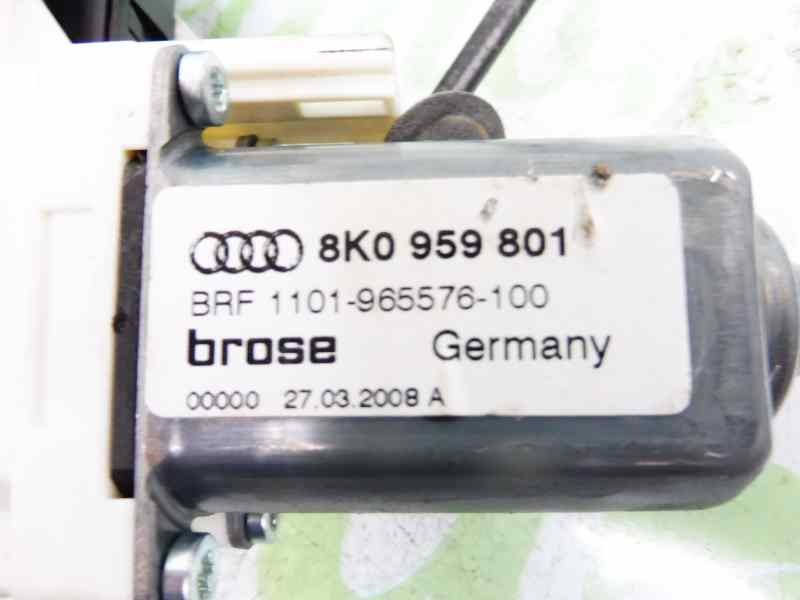 8K0 959 801
BRF 1101-965576-100
brose Germany
00000 27.03.2008 A